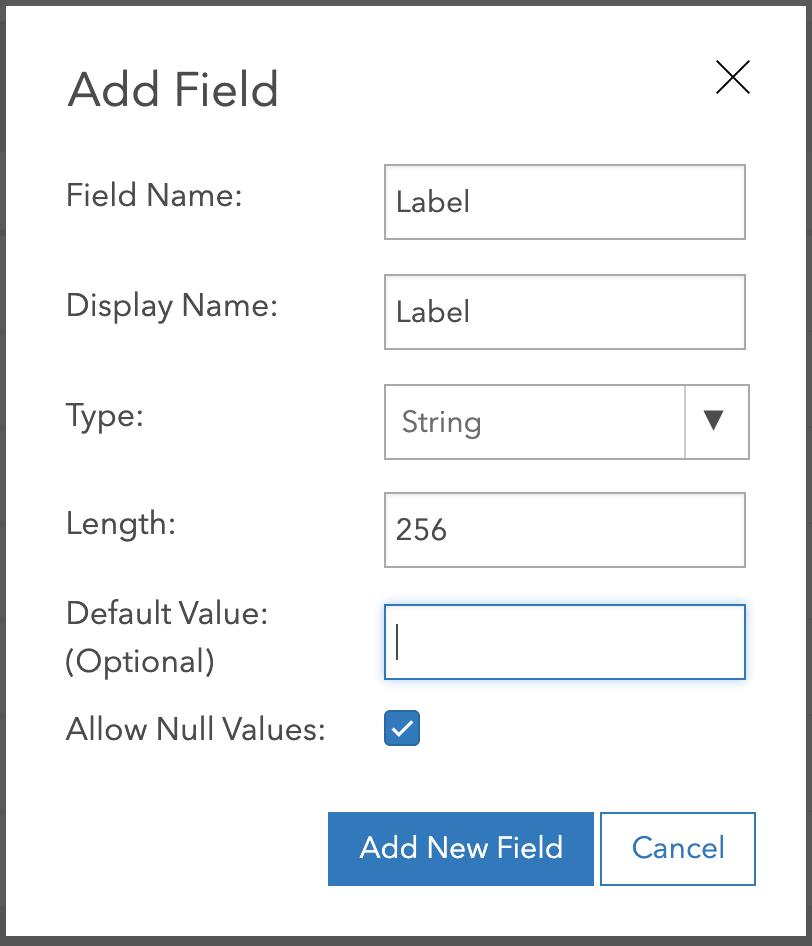 Add Field
Field Name:
Label
Display Name:
Label
Type:
String
Length:
256
Default Value:
(Optional)
Allow Null Values:
Add New Field
Cancel